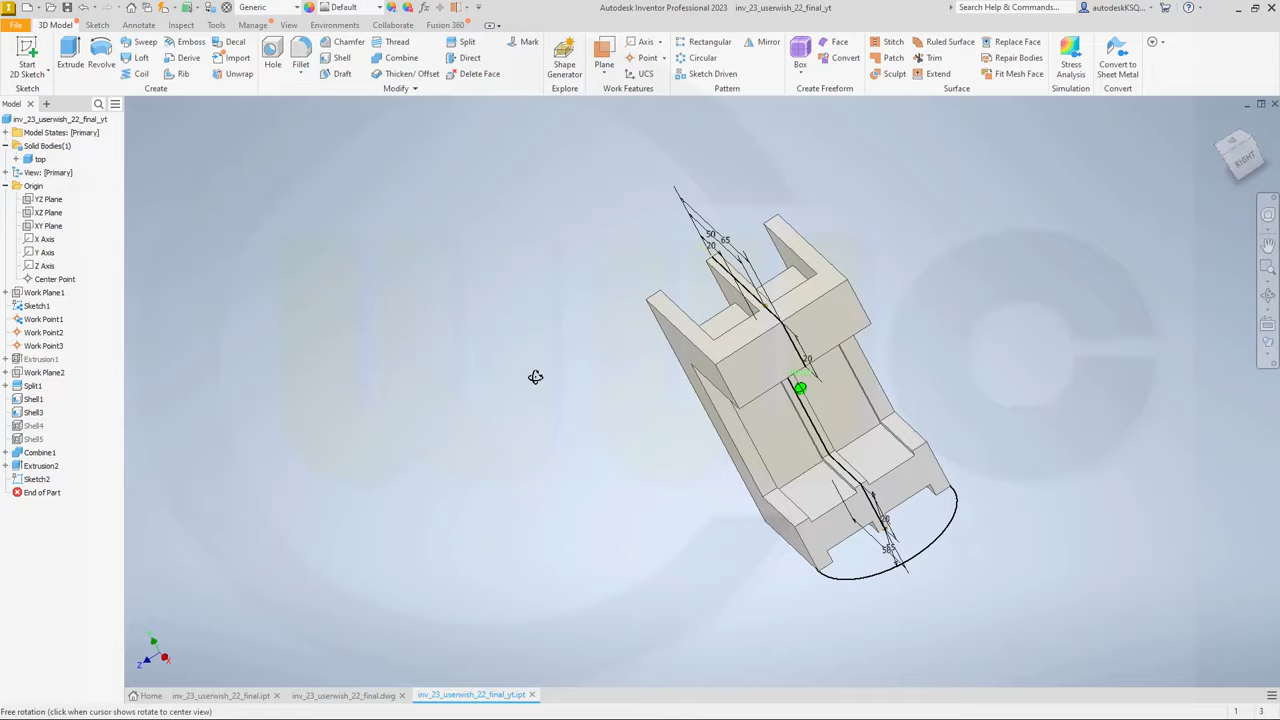 Generic
Default
Autodesk Inventor Professional 2023 inv_23_userwish_22_final_yt
Search Help & Commands...
autodeskKSQ...
File
3D Model
Sketch
Annotate
Inspect
Tools
Manage
View
Environments
Collaborate
Fusion 360
Start
2D Sketch
Sketch
Extrude
Revolve
Sweep
Loft
Coil
Emboss
Derive
Rib
Decal
Import
Unwrap
Create
Hole
Fillet
Chamfer
Shell
Draft
Thread
Combine
Thicken/ Offset
Split
Direct
Delete Face
Mark
Modify
Shape
Generator
Explore
Plane
Axis
Point
UCS
Work Features
Rectangular
Circular
Sketch Driven
Mirror
Pattern
Box
Face
Convert
Create Freeform
Stitch
Patch
Sculpt
Ruled Surface
Trim
Extend
Replace Face
Repair Bodies
Fit Mesh Face
Surface
Stress
Analysis
Simulation
Convert to
Sheet Metal
Convert
Model
inv_23_userwish_22_final_yt
Model States: [Primary]
Solid Bodies(1)
top
View: [Primary]
Origin
YZ Plane
XZ Plane
XY Plane
X Axis
Y Axis
Z Axis
Center Point
Work Plane1
Sketch1
Work Point1
Work Point2
Work Point3
Extrusion1
Work Plane2
Split1
Shell1
Shell3
Shell4
Shell5
Combine1
Extrusion2
Sketch2
End of Part
RIGHT
50
65
20
20
20
Z
X
Home
inv_23_userwish_22_final.ipt
inv_23_userwish_22_final.dwg
inv_23_userwish_22_final_yt.ipt
Free rotation (click when cursor shows rotate to center view)
1
3